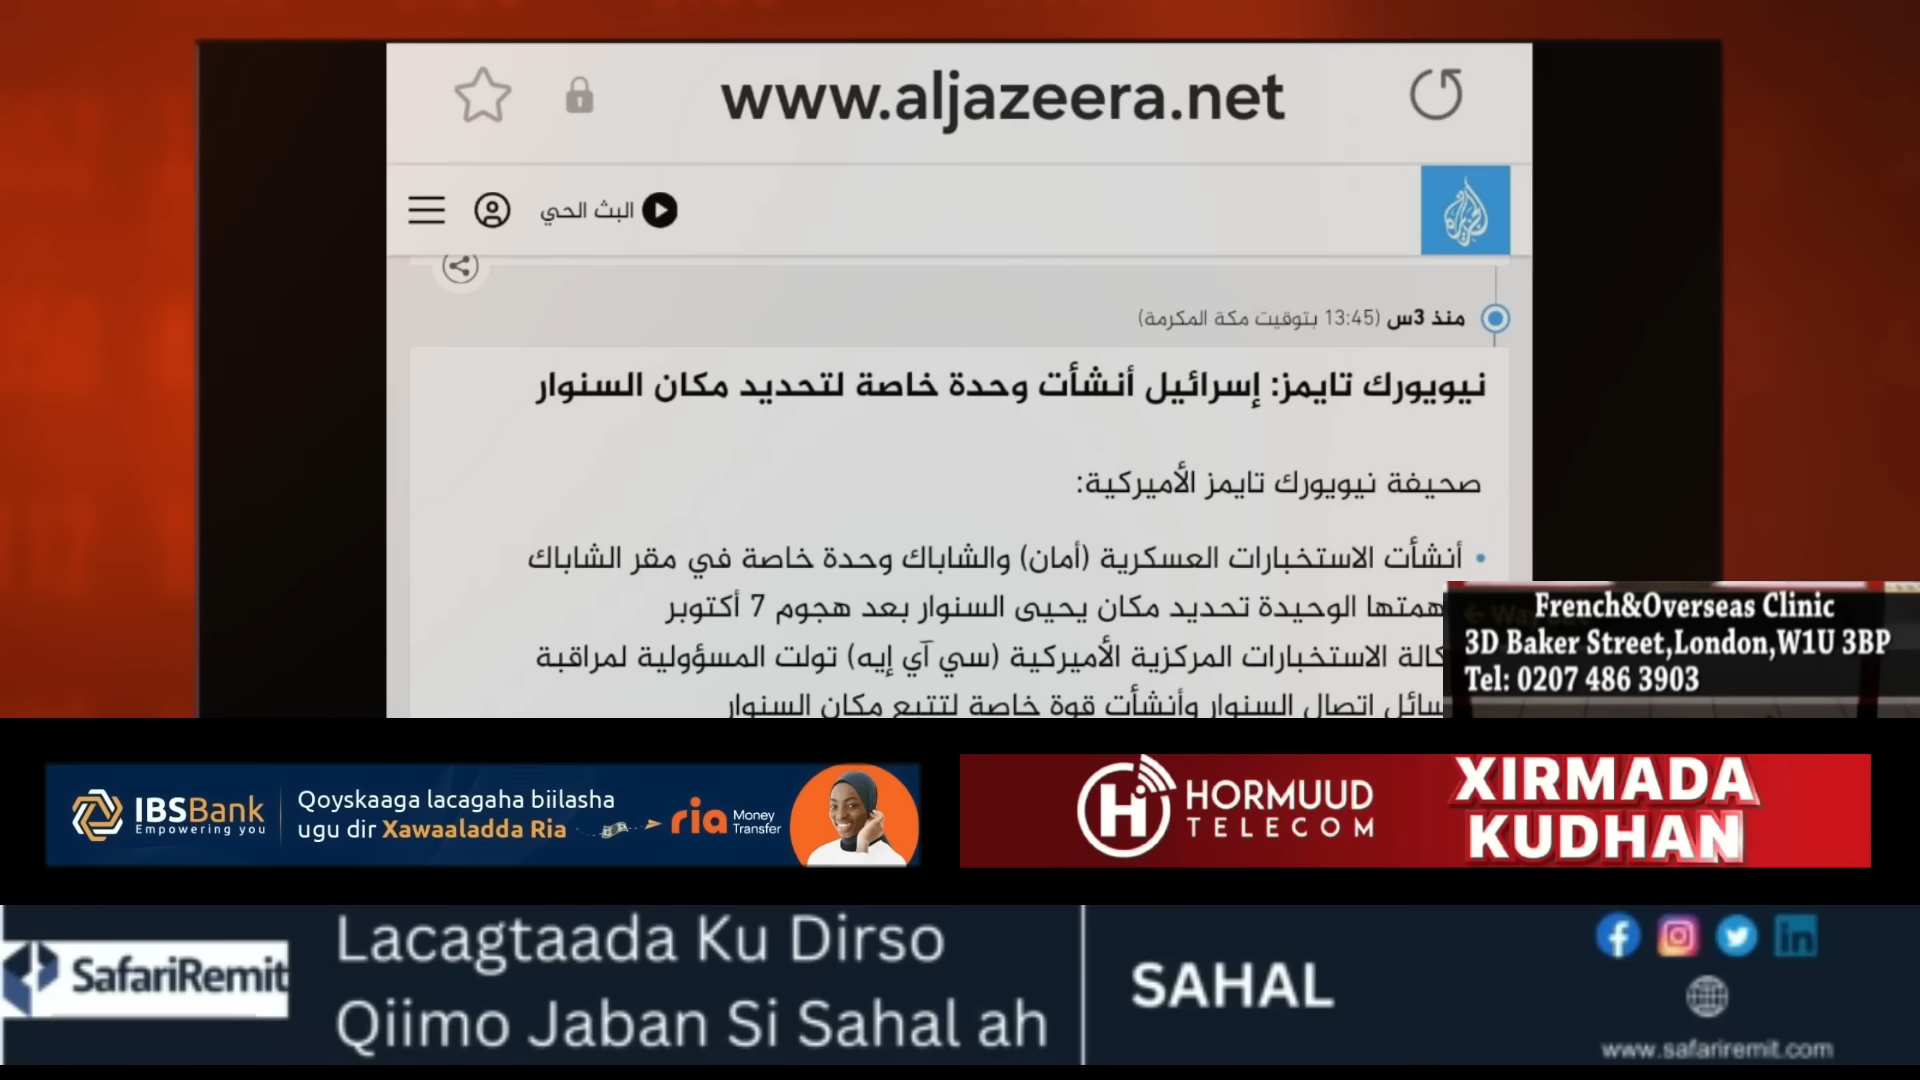 www.aljazeera.net
البث الحي
منذ 3س (13:45 بتوقيت مكة المكرمة)
نيويورك تايمز: إسرائيل أنشأت وحدة خاصة لتحديد مكان السنوار
صحيفة نيويورك تايمز الأميركية:
• أنشأت الاستخبارات العسكرية (أمان) والشاباك وحدة خاصة في مقر الشاباك
الوحيدة تحديد مكان يحيى السنوار بعد هجوم 7 أكتوبر
الاستخبارات المركزية الأميركية (سي آي إيه) تولت المسؤولية لمراقبة
اتصال السنوار وأنشأت قوة خاصة لتتبع مكان السنوار
French&Overseas Clinic
3D Baker Street,London,W1U 3BP
Tel: 0207 486 3903
IBSBank
Empowering you
Qoyskaaga lacagaha biilasha
ugu dir Xawaaladda Ria
ria Money Transfer
HORMUUD
TELECOM
XIRMADA
KUDHAN
SafariRemit
Lacagtaada Ku Dirso
Qiimo Jaban Si Sahal ah
SAHAL
www.safariremit.com